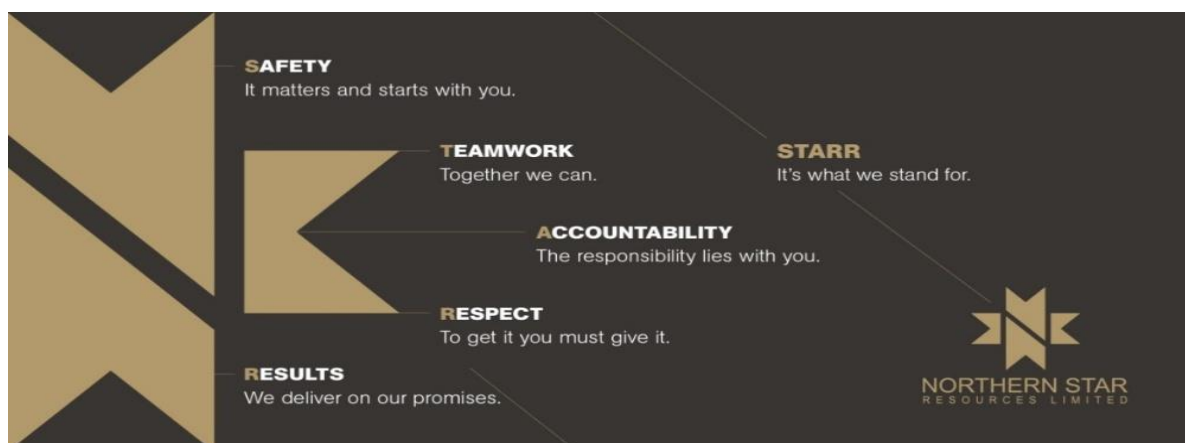 SAFETY
It matters and starts with you.
TEAMWORK
Together we can.
STARR
It's what we stand for.
ACCOUNTABILITY
The responsibility lies with you.
RESPECT
To get it you must give it.
RESULTS
We deliver on our promises.
NORTHERN STAR
RESOURCES LIMITED